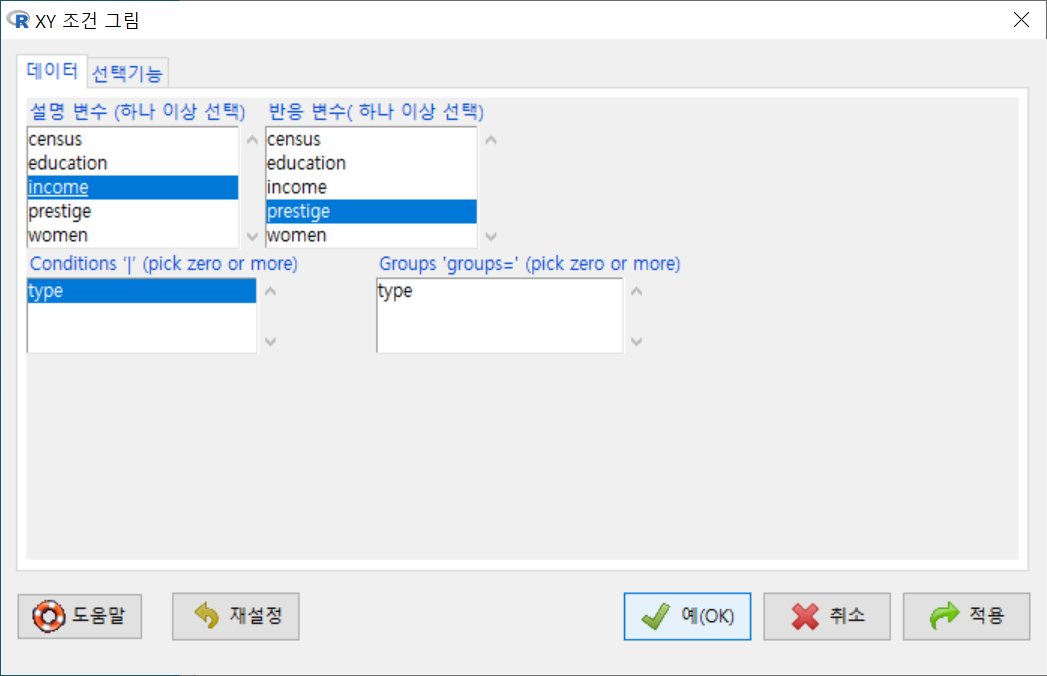 R XY 조건 그림
데이터 선택기능
설명 변수 (하나 이상 선택) 반응 변수( 하나 이상 선택)
census census
education education
income income
prestige prestige
women women
Conditions '|' (pick zero or more) Groups 'groups=' (pick zero or more)
type type
도움말 재설정 예(OK) 취소 적용